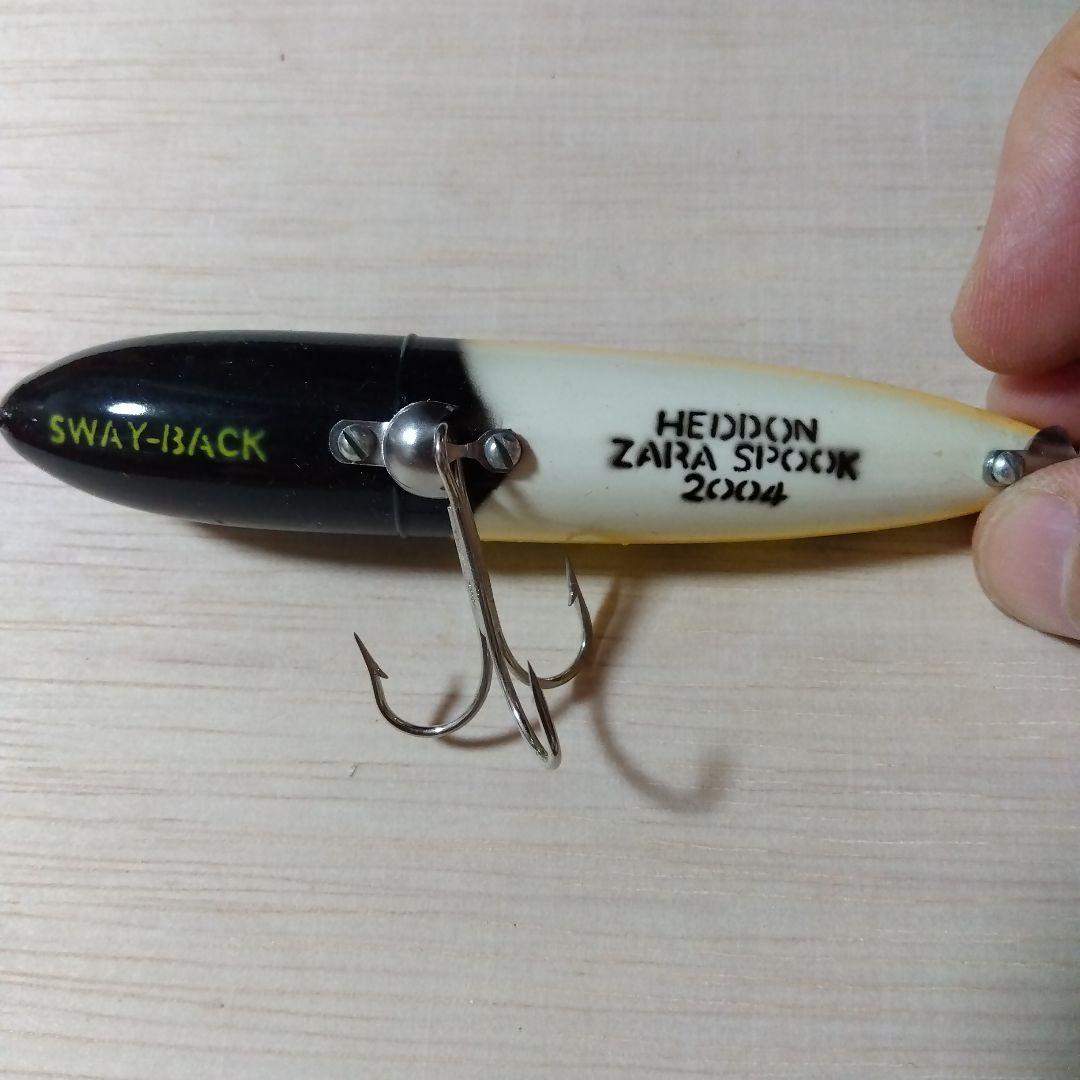 SWAY-BACK
HEDDON
ZARA SPOOK
2004